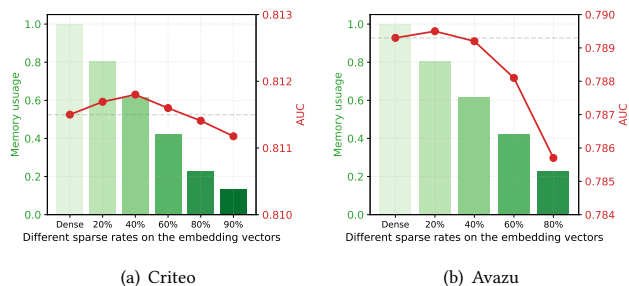 1.0
0.8
0.6
0.4
0.2
0.0
Memory usuage
0.813
0.812
0.811
0.810
AUC
Dense 20% 40% 60% 80% 90%
Different sparse rates on the embedding vectors
(a) Criteo
1.0
0.8
0.6
0.4
0.2
0.0
Memory usuage
0.790
0.789
0.788
0.787
0.786
0.785
0.784
AUC
Dense 20% 40% 60% 80%
Different sparse rates on the embedding vectors
(b) Avazu